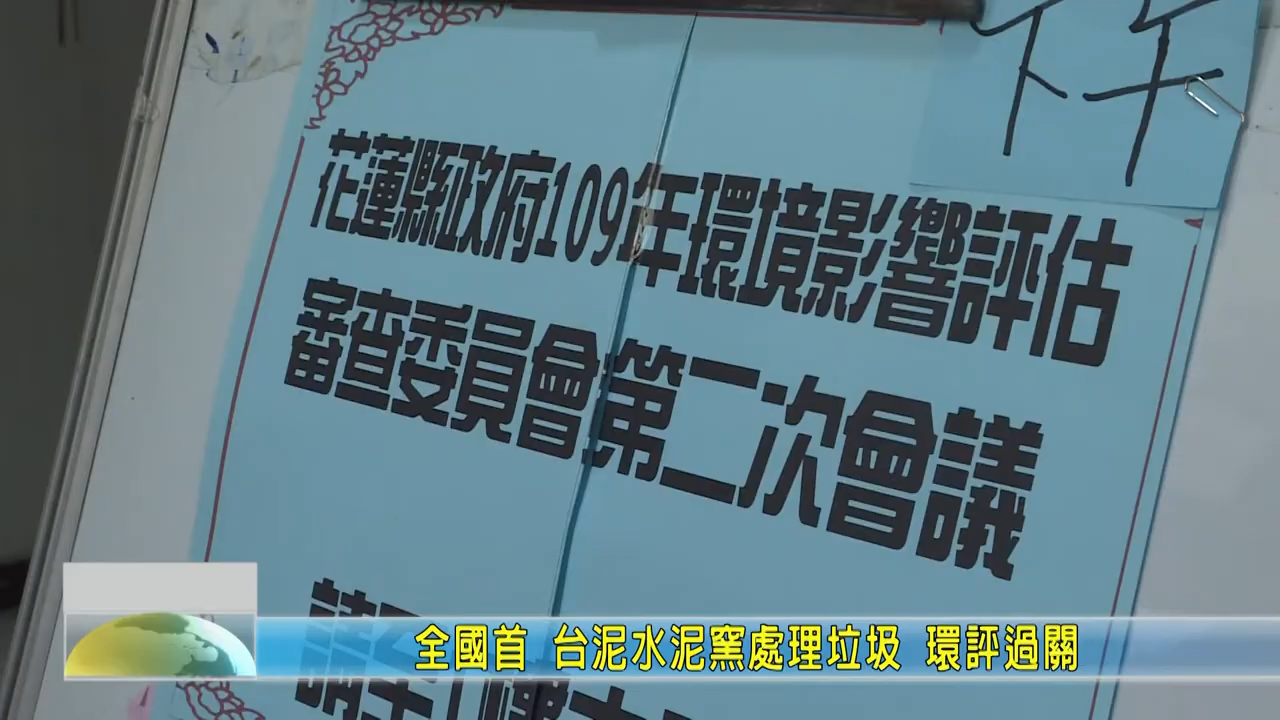 下午
花蓮縣政府109年環境影響評估
審查委員會第二次會議
請至
全國首 台泥水泥窯處理垃圾 環評過關